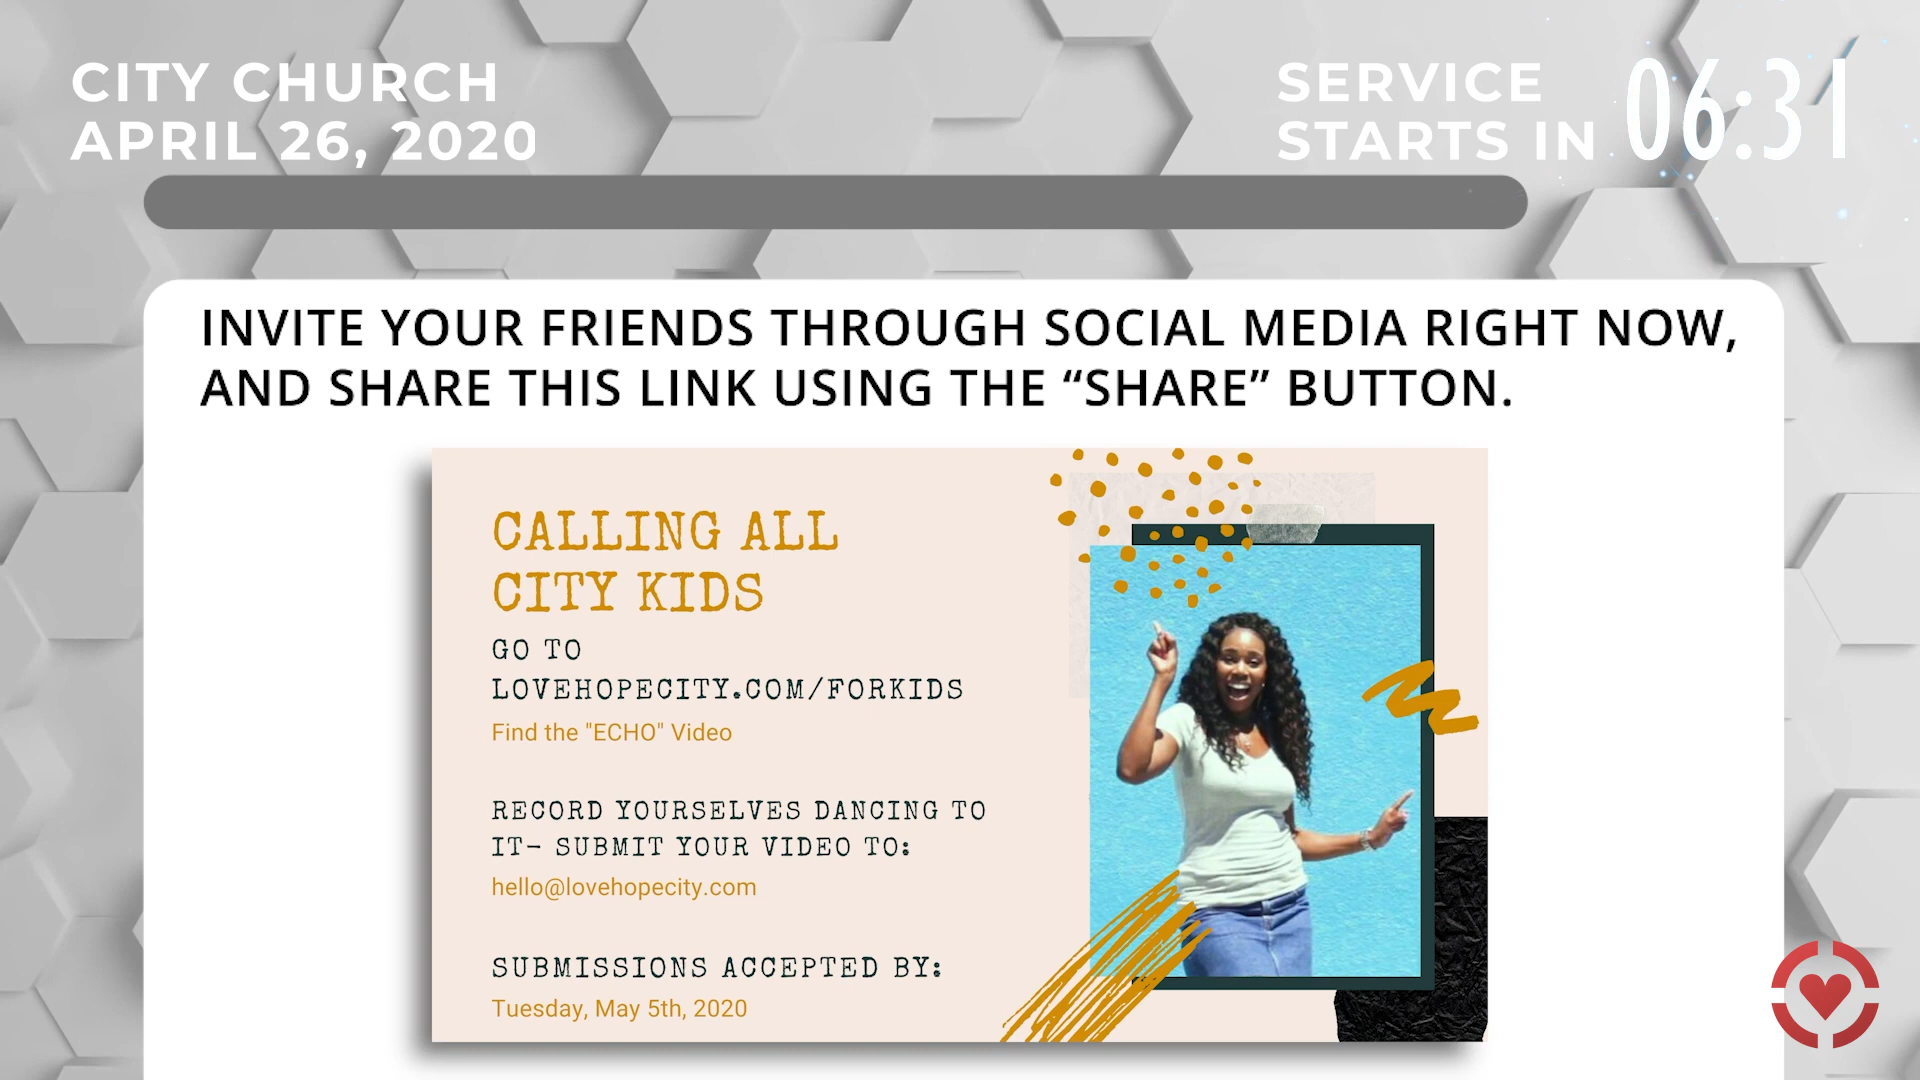 CITY CHURCH
APRIL 26, 2020
SERVICE
STARTS IN 06:31
INVITE YOUR FRIENDS THROUGH SOCIAL MEDIA RIGHT NOW,
AND SHARE THIS LINK USING THE “SHARE” BUTTON.
CALLING ALL
CITY KIDS
GO TO
LOVEHOPECITY.COM/FORKIDS
Find the "ECHO" Video
RECORD YOURSELVES DANCING TO
IT- SUBMIT YOUR VIDEO TO:
hello@lovehopecity.com
SUBMISSIONS ACCEPTED BY:
Tuesday, May 5th, 2020